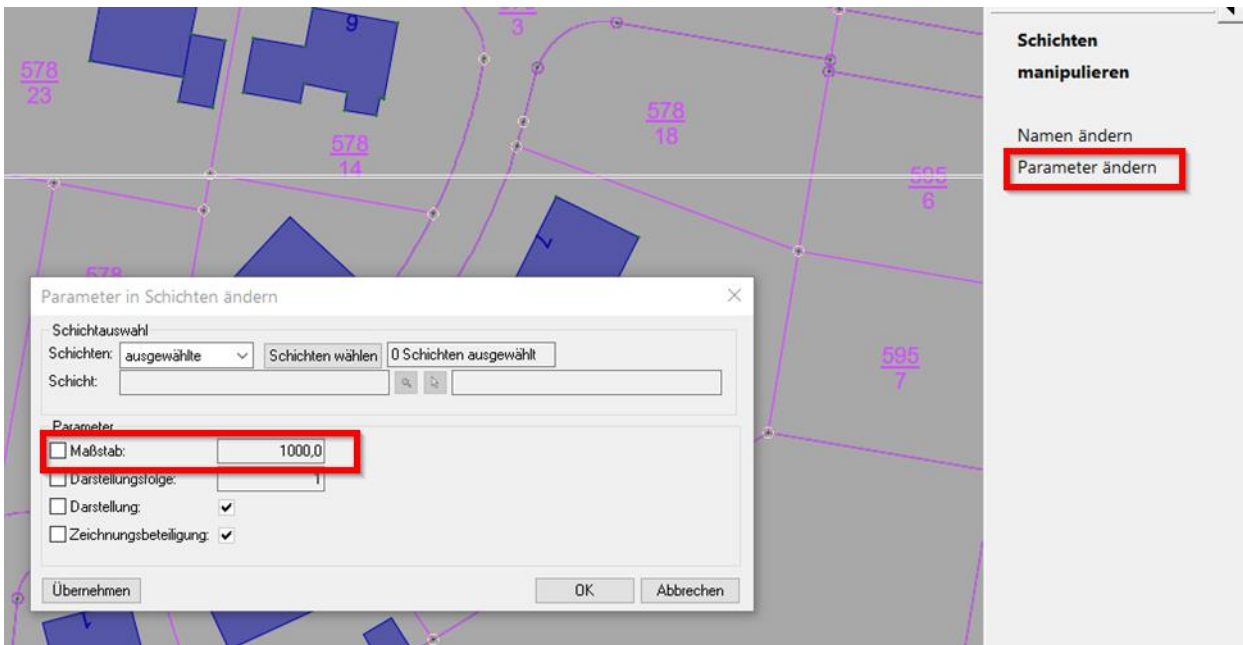 9
3
578
23
578
18
578
14
595
6
578
595
7
Schichten
manipulieren
Namen ändern
Parameter ändern
Parameter in Schichten ändern
Schichtauswahl
Schichten: ausgewählte Schichten wählen 0 Schichten ausgewählt
Schicht:
Parameter
Maßstab: 1000,0
Darstellungsfolge: 1
Darstellung:
Zeichnungsbeteiligung:
Übernehmen OK Abbrechen